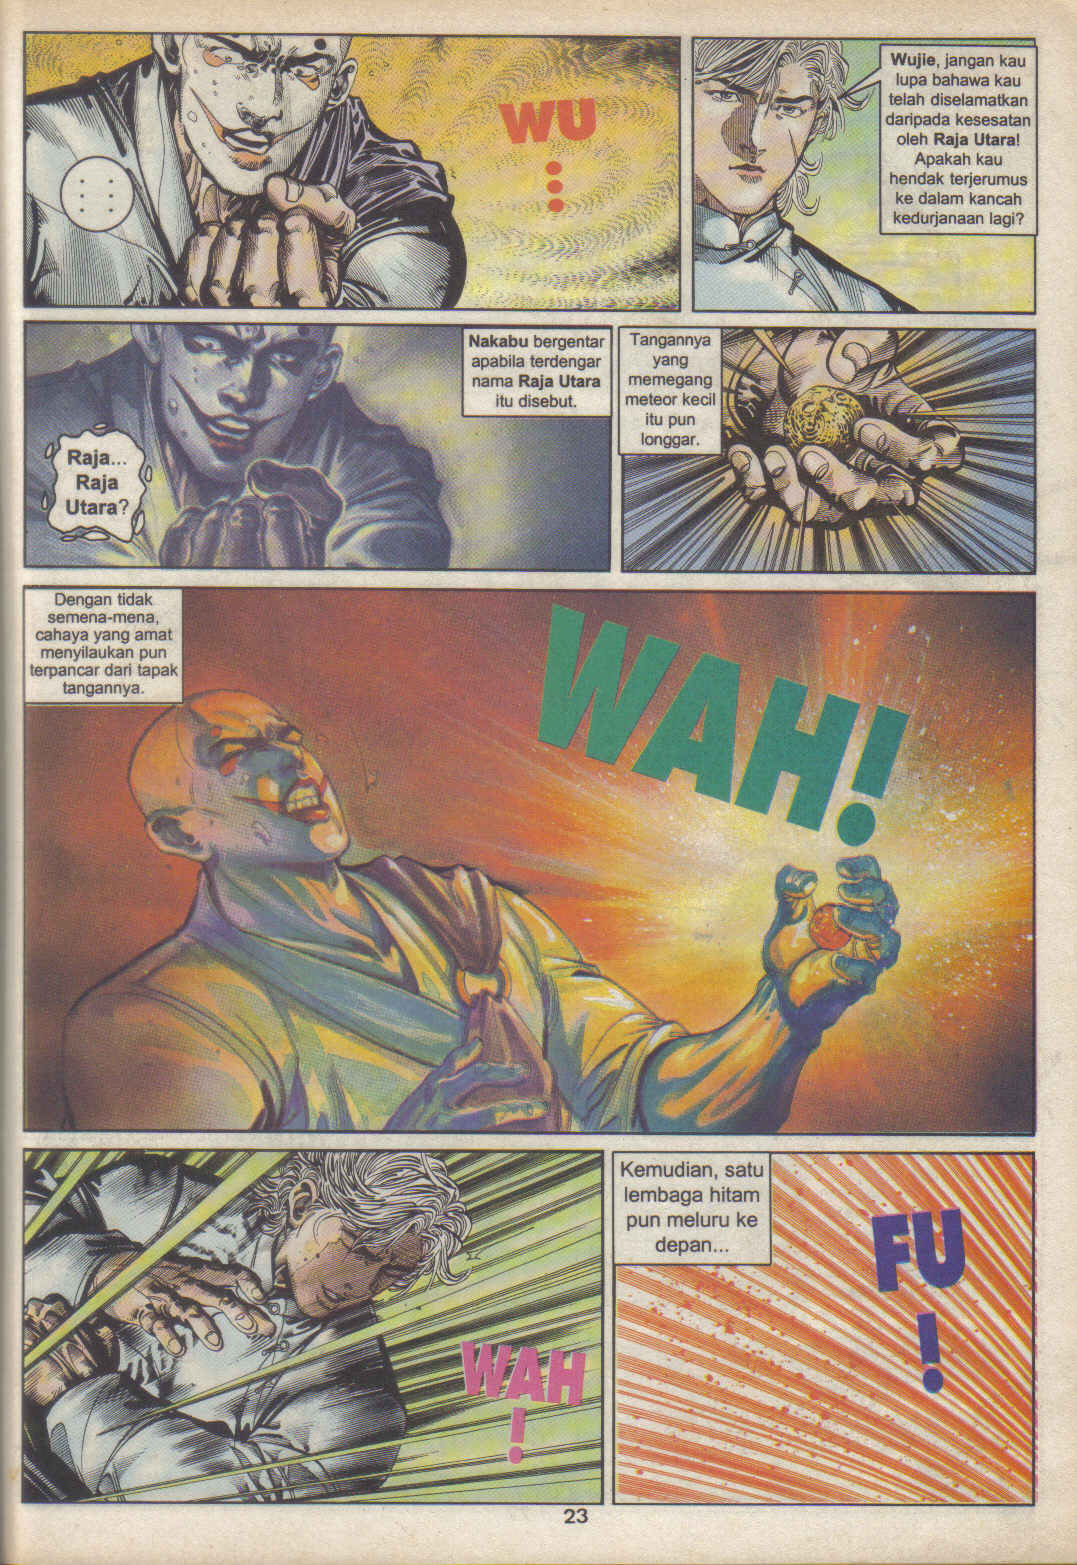 WU
...
Wujie, jangan kau
lupa bahawa kau
telah diselamatkan
daripada kesesatan
oleh Raja Utara!
Apakah kau
hendak terjerumus
ke dalam kancah
kedurjanaan lagi?
Nakabu bergentar
apabila terdengar
nama Raja Utara
itu disebut.
Raja...
Raja
Utara?
Tangannya
yang
memegang
meteor kecil
itu pun
longgar.
Dengan tidak
semena-mena,
cahaya yang amat
menyilaukan pun
terpancar dari tapak
tangannya.
WAH!
WAH
!
Kemudian, satu
lembaga hitam
pun meluru ke
depan...
FU
!
23